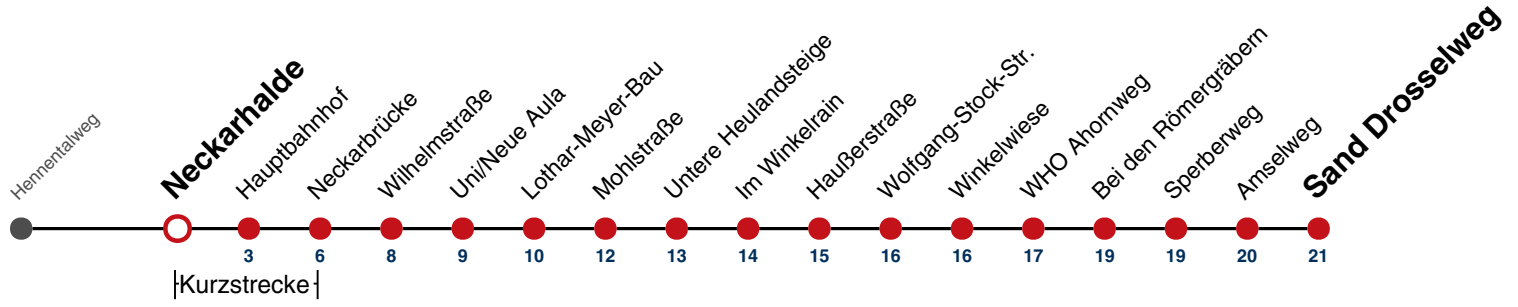 Hennentalweg
Neckarhalde
Hauptbahnhof
Neckarbrücke
Wilhelmstraße
Uni/Neue Aula
Lothar-Meyer-Bau
Mohlstraße
Untere Heulandsteige
Im Winkelrain
Haußerstraße
Wolfgang-Stock-Str.
Winkelwiese
WHO Ahornweg
Bei den Römergräbern
Sperberweg
Amselweg
Sand Drosselweg
3 6 8 9 10 12 13 14 15 16 16 17 19 19 20 21
Kurzstrecke